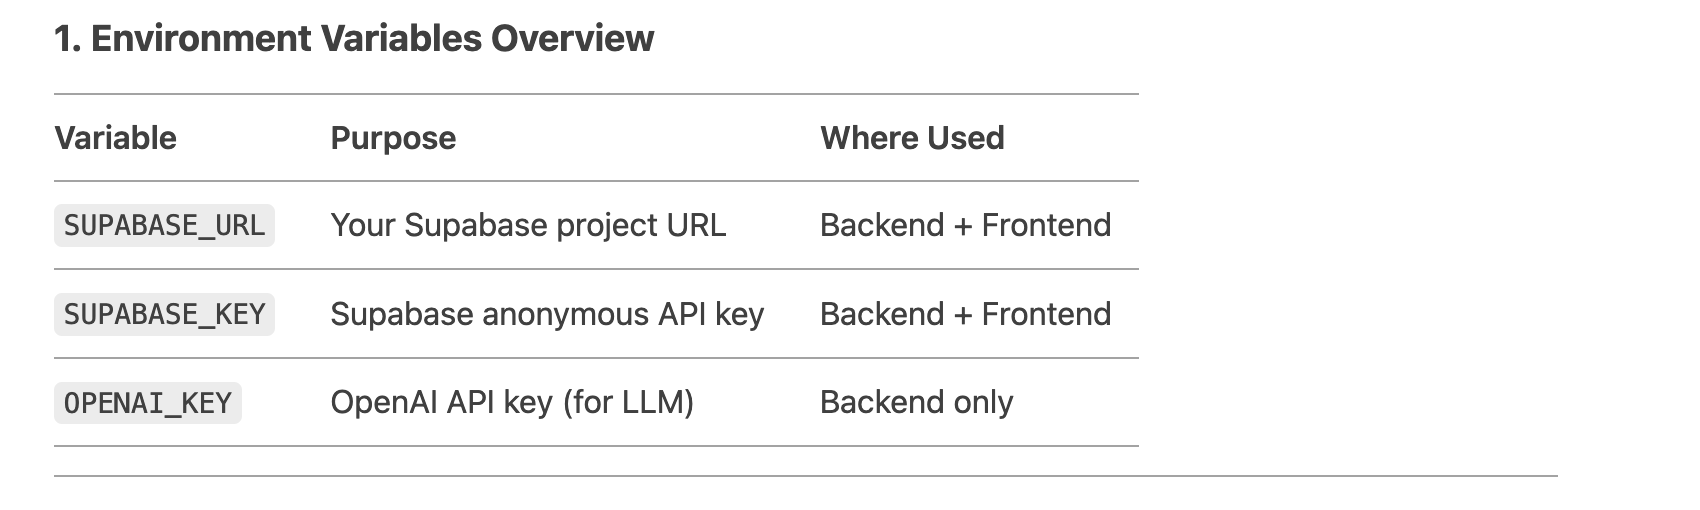 1. Environment Variables Overview
Variable Purpose Where Used
SUPABASE_URL Your Supabase project URL Backend + Frontend
SUPABASE_KEY Supabase anonymous API key Backend + Frontend
OPENAI_KEY OpenAI API key (for LLM) Backend only